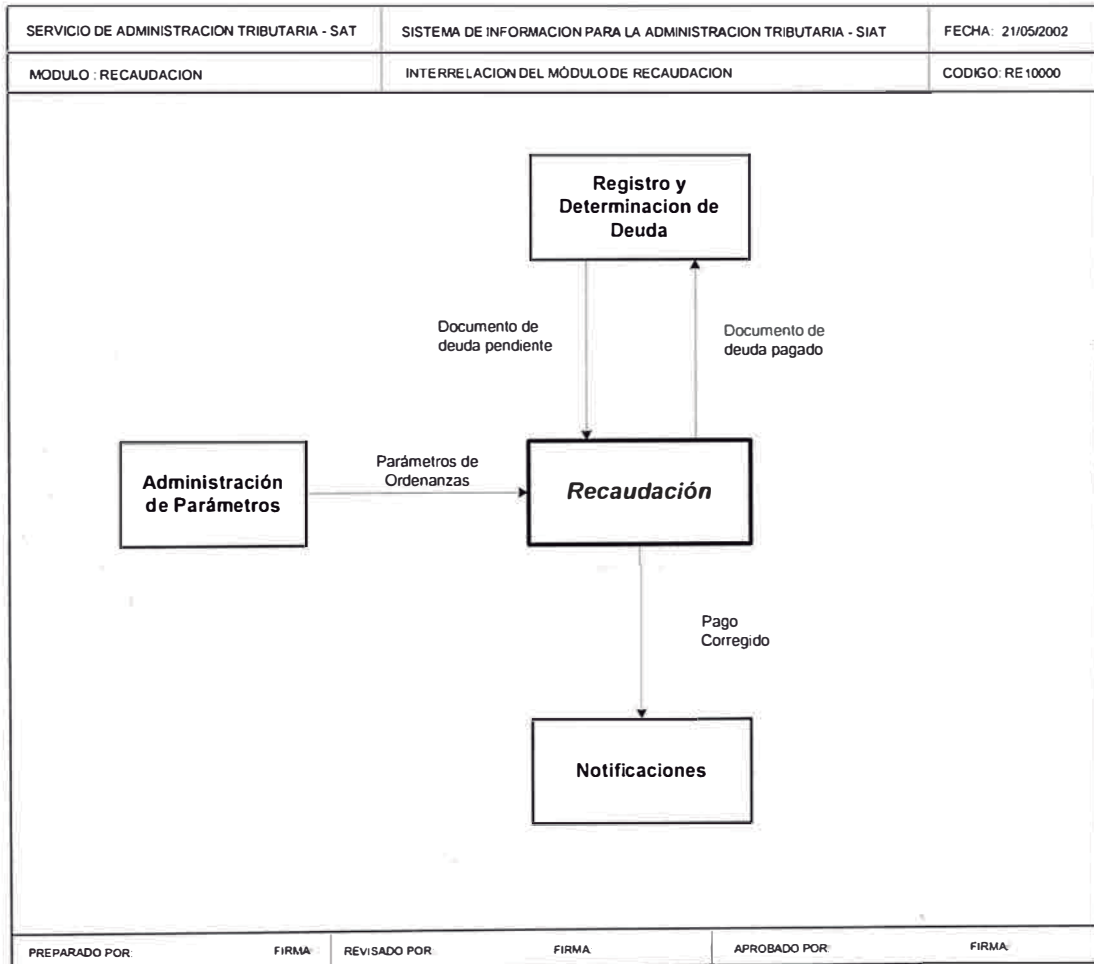 SERVICIO DE ADMINISTRACION TRIBUTARIA - SAT
SISTEMA DE INFORMACION PARA LA ADMINISTRACION TRIBUTARIA - SIAT
FECHA: 21/05/2002
MODULO : RECAUDACION
INTERRELACION DEL MÓDULO DE RECAUDACION
CODIGO: RE10000
Registro y
Determinacion de
Deuda
Documento de
deuda pendiente
Documento de
deuda pagado
Administración
de Parámetros
Parámetros de
Ordenanzas
Recaudación
Pago
Corregido
Notificaciones
PREPARADO POR:
FIRMA:
REVISADO POR:
FIRMA:
APROBADO POR:
FIRMA: